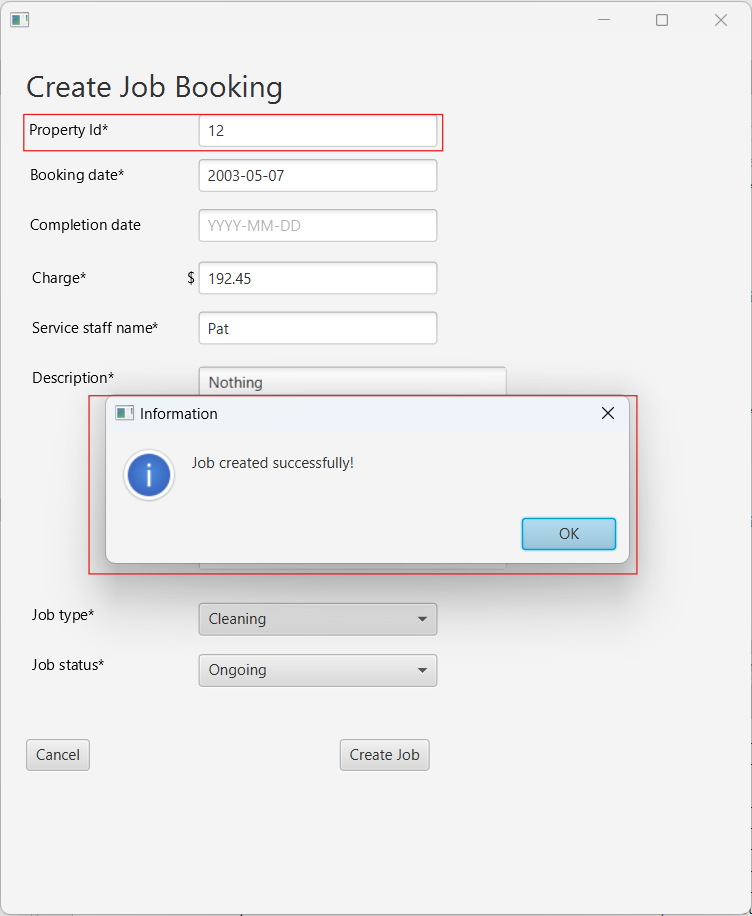 Create Job Booking
Property Id* 12
Booking date* 2003-05-07
Completion date YYYY-MM-DD
Charge* $ 192.45
Service staff name* Pat
Description* Nothing
Information
Job created successfully!
OK
Job type* Cleaning
Job status* Ongoing
Cancel Create Job